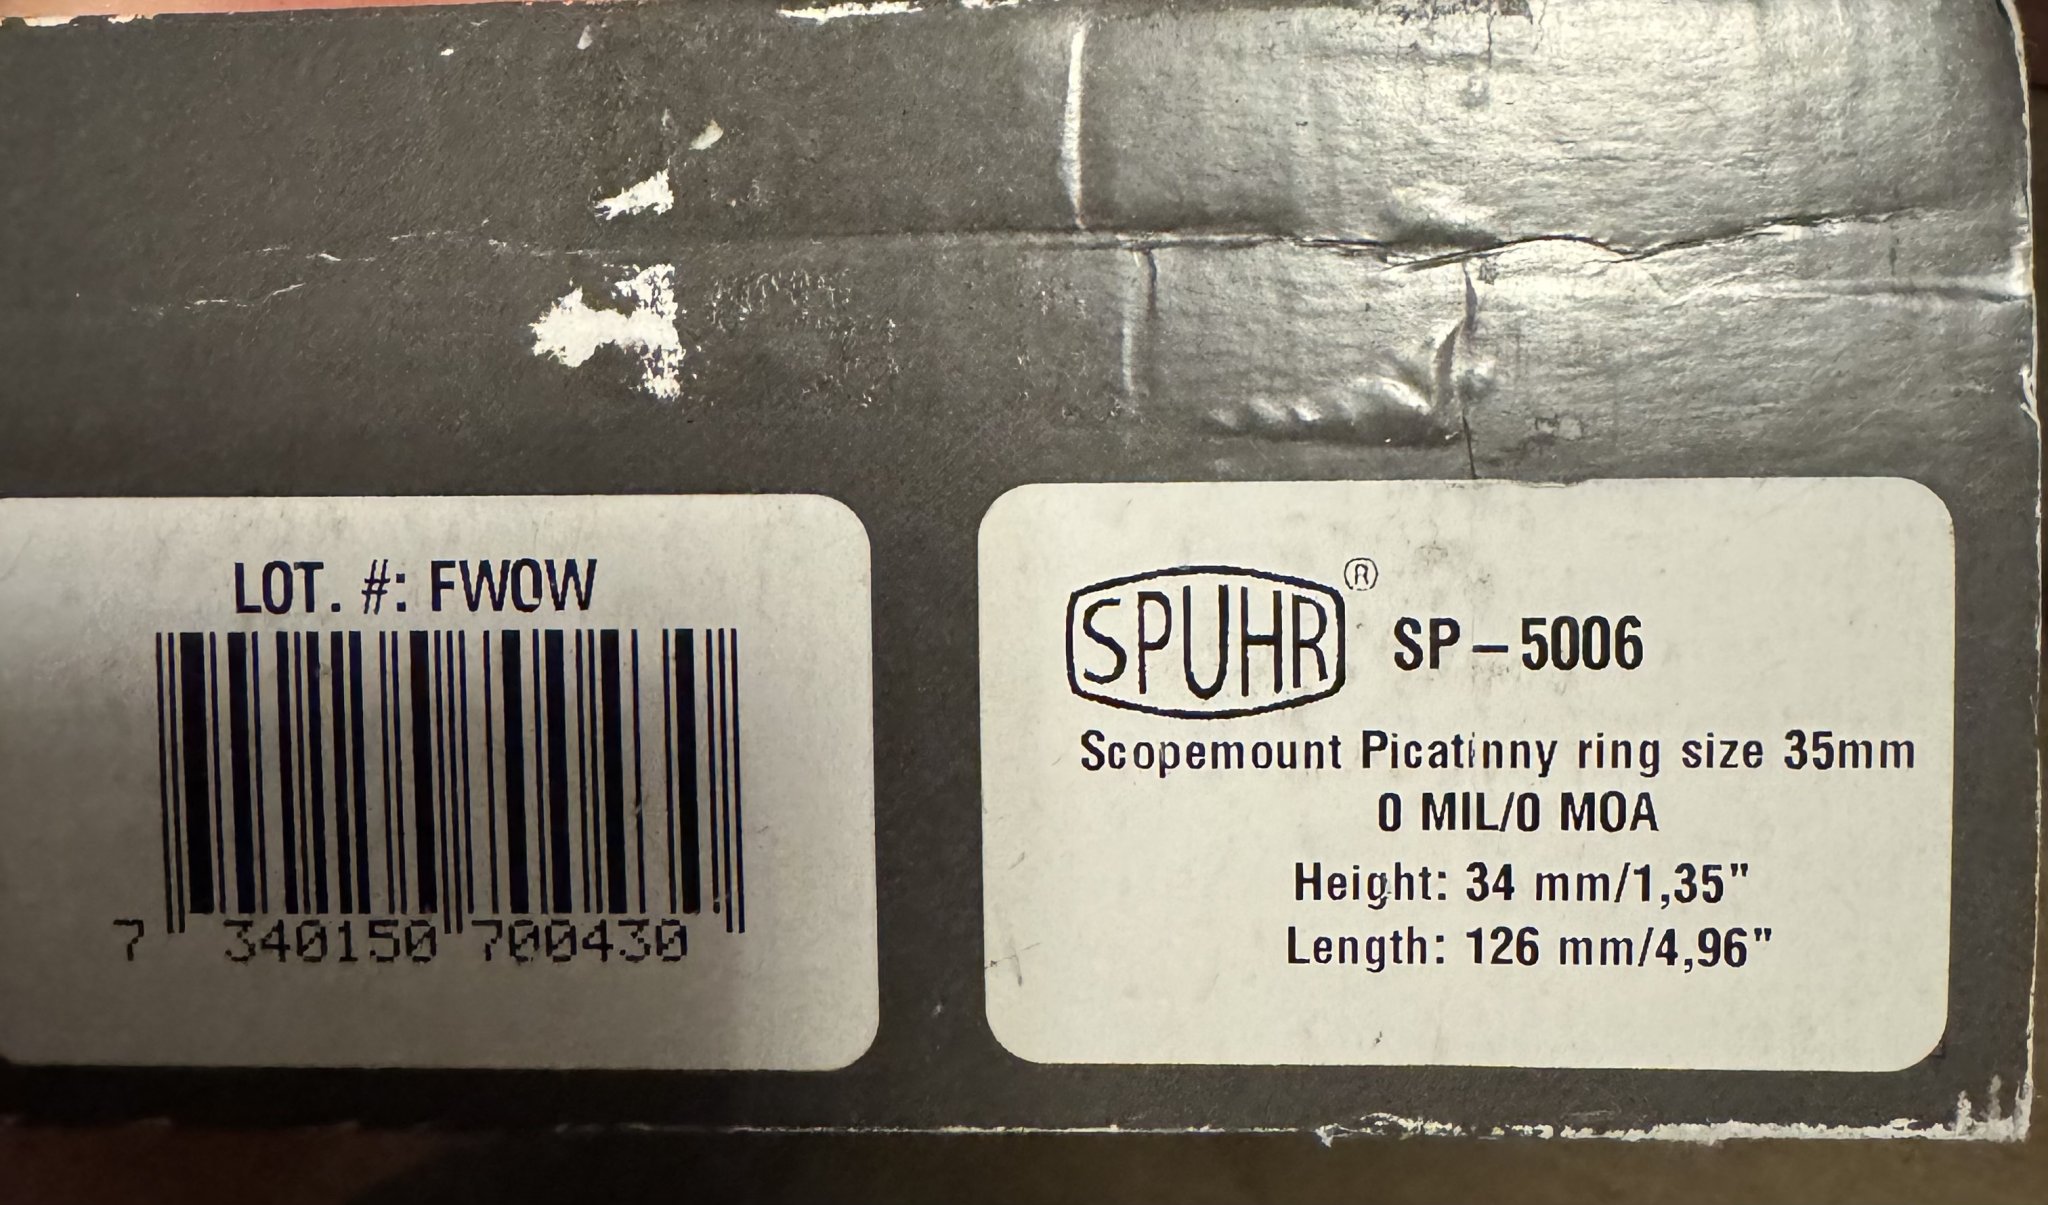 LOT. #: FWOW
7 340150 700430
SPUHR® SP-5006
Scopemount Picatinny ring size 35mm
0 MIL/0 MOA
Height: 34 mm/1,35"
Length: 126 mm/4,96"